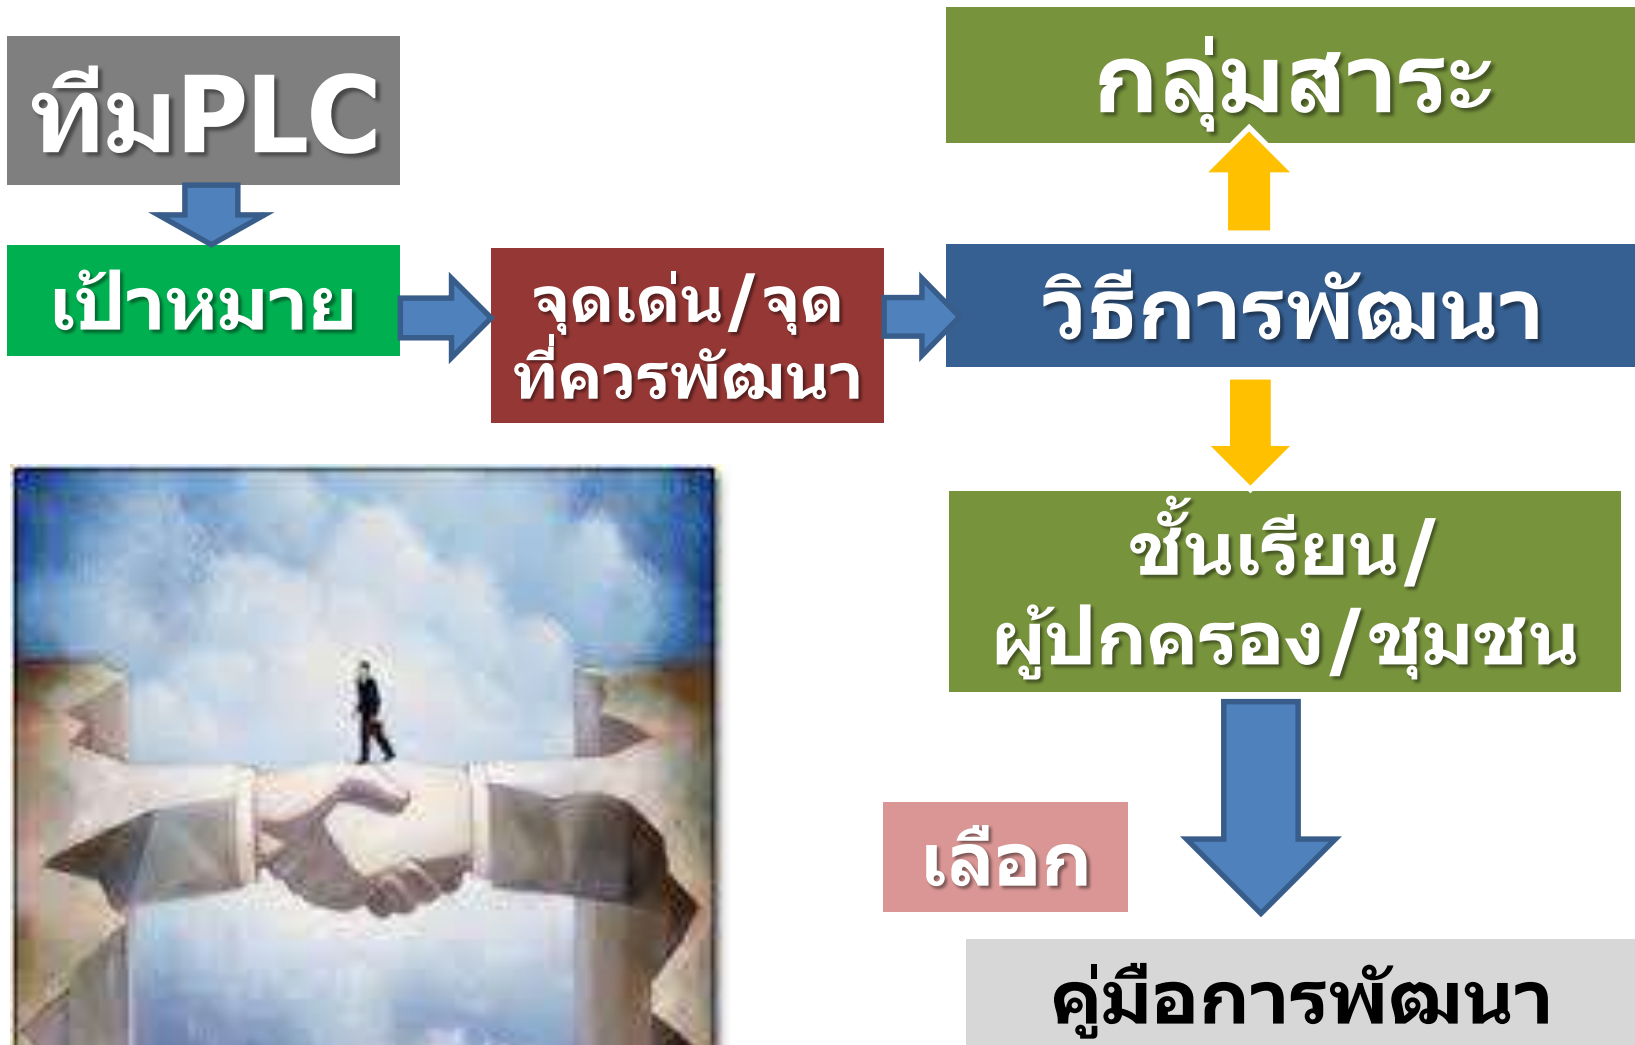 ทีมPLC
กลุ่มสาระ
เป้าหมาย
จุดเด่น/จุด
ที่ควรพัฒนา
วิธีการพัฒนา
ชั้นเรียน/
ผู้ปกครอง/ชุมชน
เลือก
คู่มือการพัฒนา